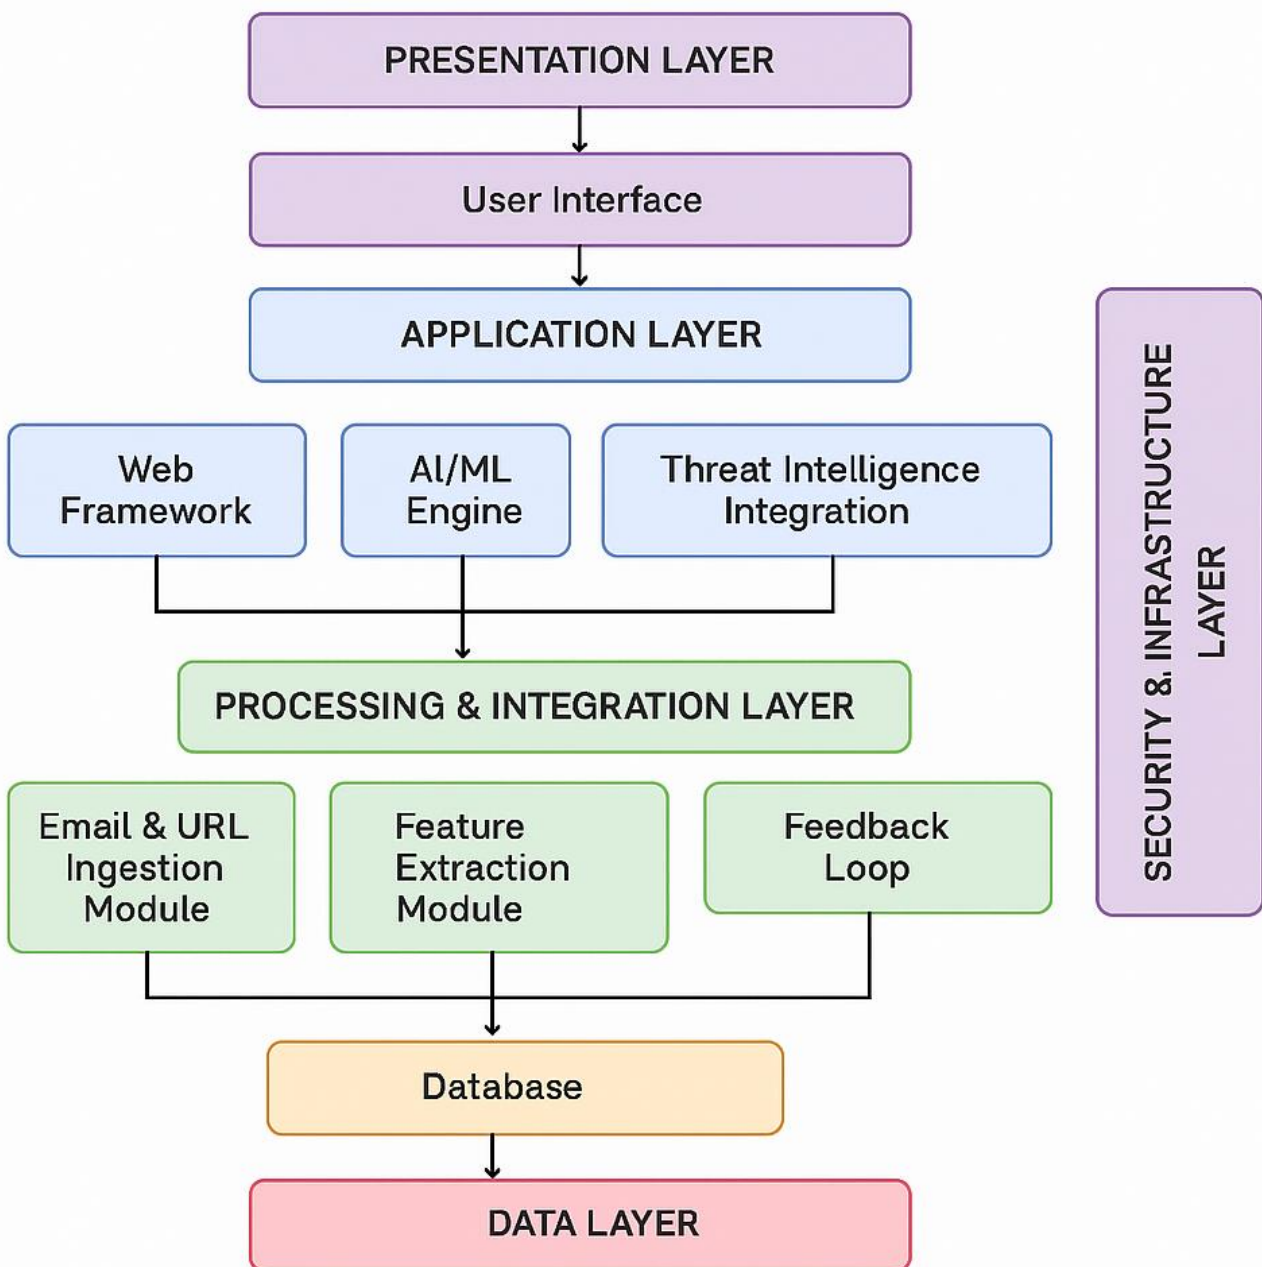 PRESENTATION LAYER
User Interface
APPLICATION LAYER
Web
Framework
AI/ML
Engine
Threat Intelligence
Integration
PROCESSING & INTEGRATION LAYER
Email & URL
Ingestion
Module
Feature
Extraction
Module
Feedback
Loop
Database
DATA LAYER
SECURITY & INFRASTRUCTURE
LAYER